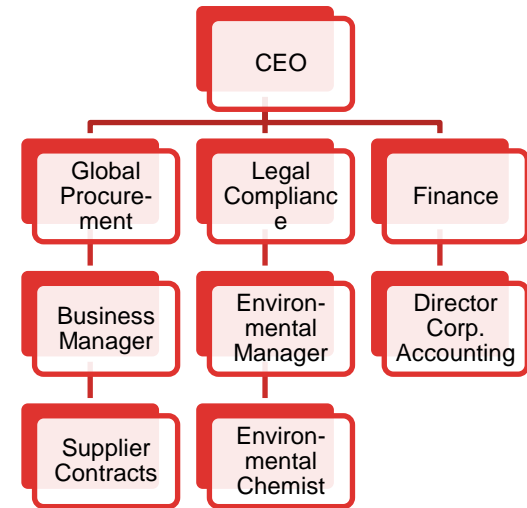 CEO
Global
Procure-
ment
Legal
Complianc
e
Finance
Business
Manager
Environ-
mental
Manager
Director
Corp.
Accounting
Supplier
Contracts
Environ-
mental
Chemist